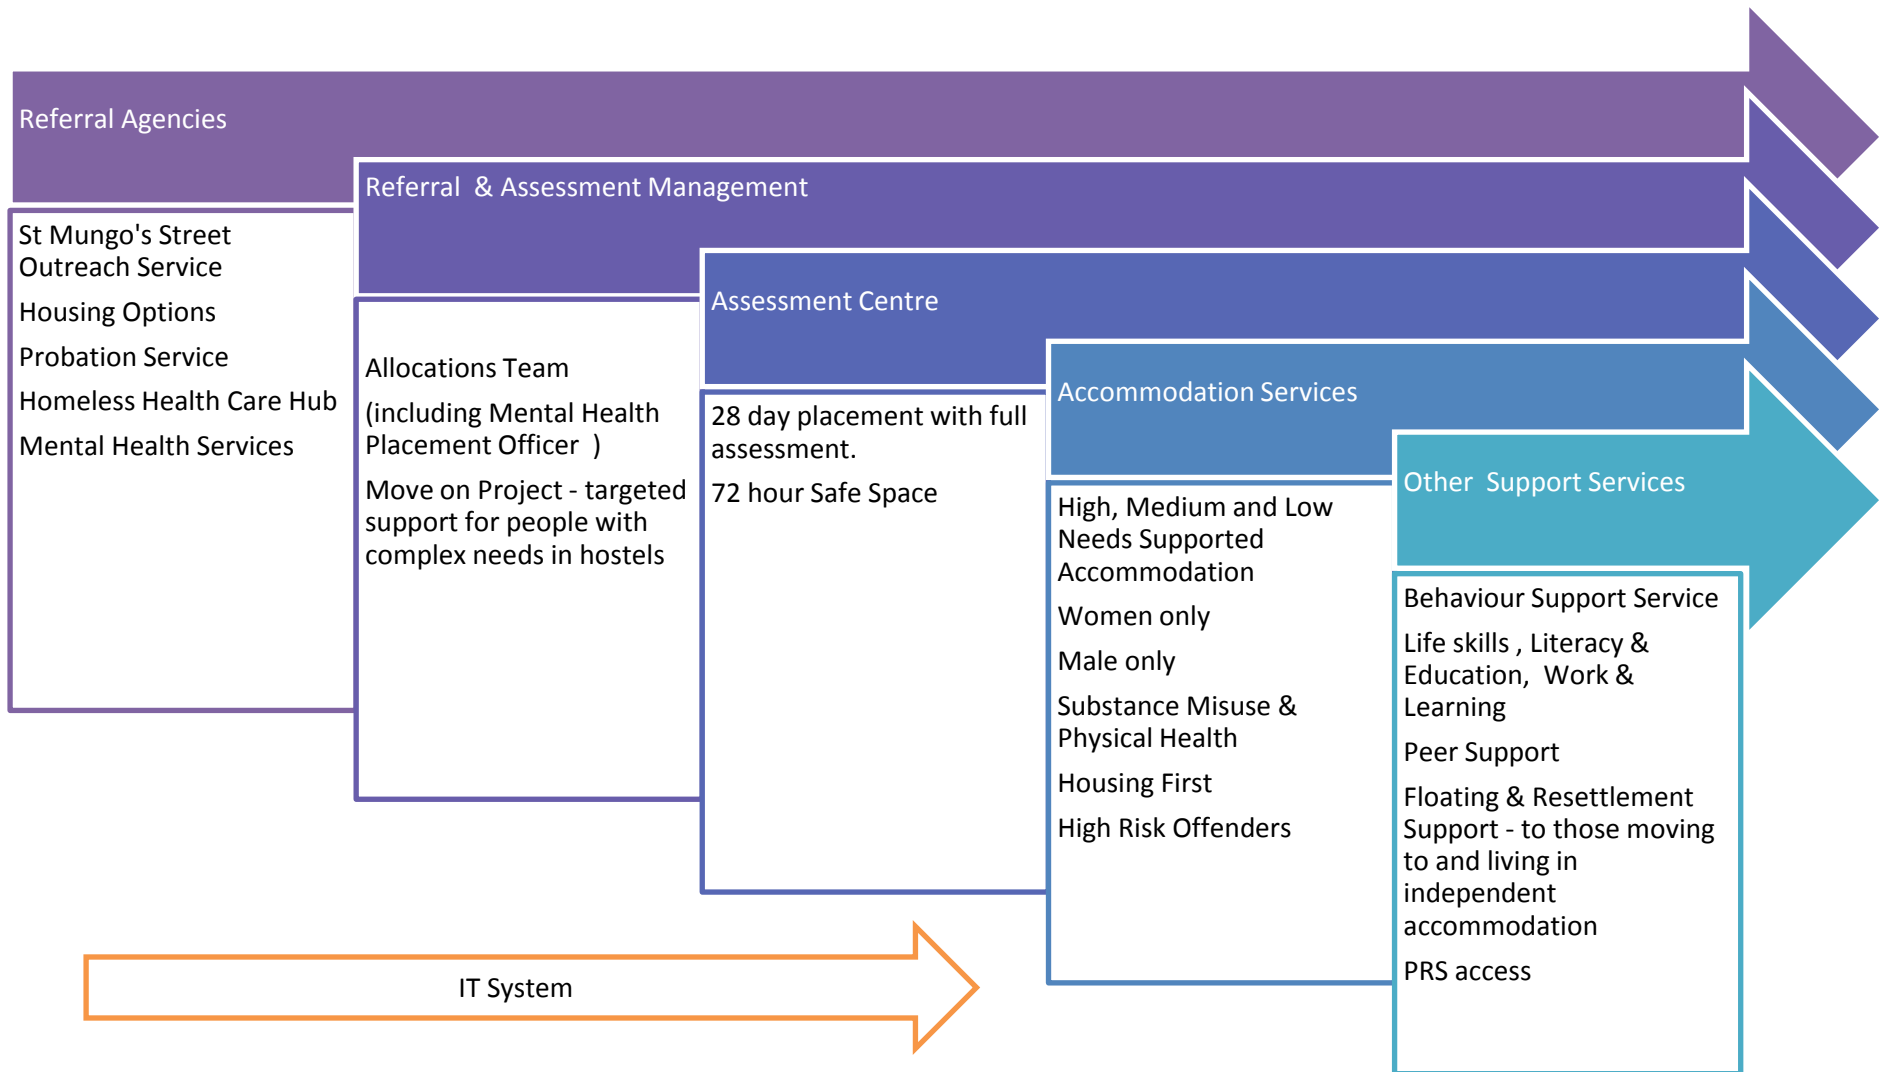 Referral Agencies
St Mungo's Street
Outreach Service
Housing Options
Probation Service
Homeless Health Care Hub
Mental Health Services
Referral & Assessment Management
Allocations Team
(including Mental Health
Placement Officer )
Move on Project - targeted
support for people with
complex needs in hostels
Assessment Centre
28 day placement with full
assessment.
72 hour Safe Space
Accommodation Services
High, Medium and Low
Needs Supported
Accommodation
Women only
Male only
Substance Misuse &
Physical Health
Housing First
High Risk Offenders
Other Support Services
Behaviour Support Service
Life skills , Literacy &
Education, Work &
Learning
Peer Support
Floating & Resettlement
Support - to those moving
to and living in
independent
accommodation
PRS access
IT System